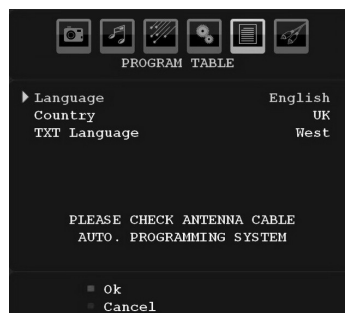 PROGRAM TABLE
Language English
Country UK
TXT Language West
PLEASE CHECK ANTENNA CABLE
AUTO. PROGRAMMING SYSTEM
Ok
Cancel